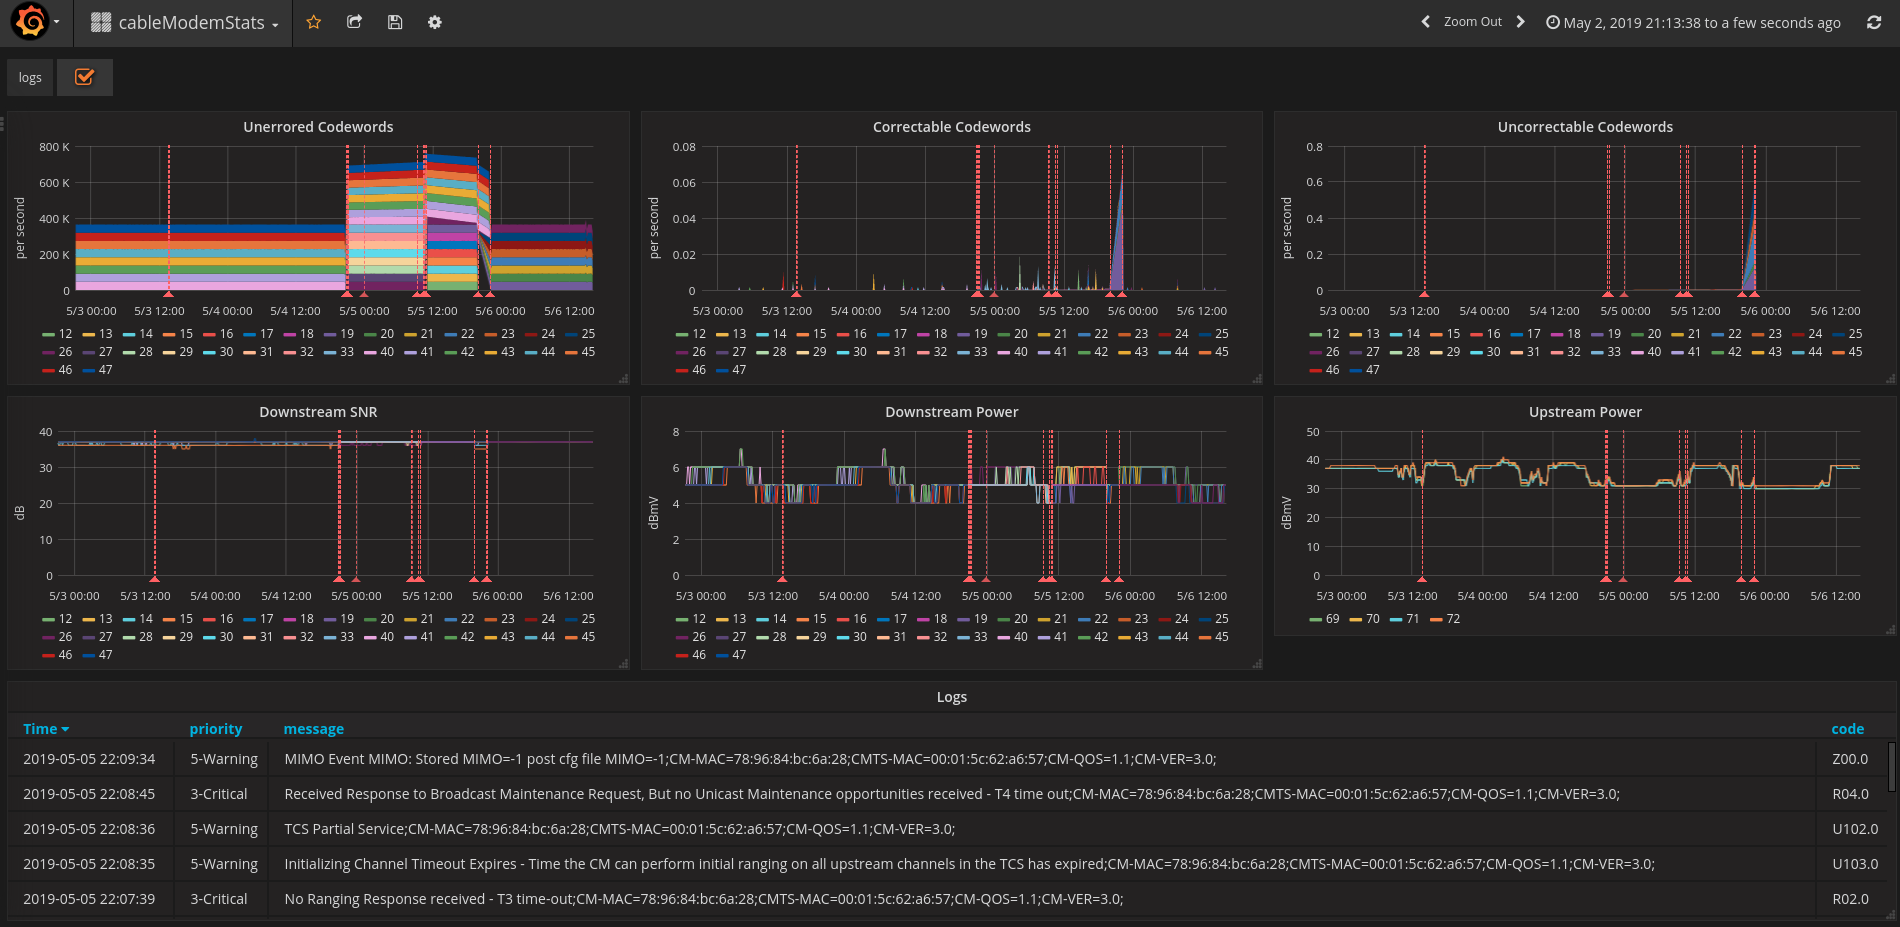 cableModemStats
Zoom Out
May 2, 2019 21:13:38 to a few seconds ago
logs
Unerrored Codewords
per second
800 K
600 K
400 K
200 K
0
5/3 00:00 5/3 12:00 5/4 00:00 5/4 12:00 5/5 00:00 5/5 12:00 5/6 00:00 5/6 12:00
12 13 14 15 16 17 18 19 20 21 22 23 24 25
26 27 28 29 30 31 32 33 40 41 42 43 44 45
46 47
Correctable Codewords
per second
0.08
0.06
0.04
0.02
0
5/3 00:00 5/3 12:00 5/4 00:00 5/4 12:00 5/5 00:00 5/5 12:00 5/6 00:00 5/6 12:00
12 13 14 15 16 17 18 19 20 21 22 23 24 25
26 27 28 29 30 31 32 33 40 41 42 43 44 45
46 47
Uncorrectable Codewords
per second
0.8
0.6
0.4
0.2
0
5/3 00:00 5/3 12:00 5/4 00:00 5/4 12:00 5/5 00:00 5/5 12:00 5/6 00:00 5/6 12:00
12 13 14 15 16 17 18 19 20 21 22 23 24 25
26 27 28 29 30 31 32 33 40 41 42 43 44 45
46 47
Downstream SNR
dB
40
30
20
10
0
5/3 00:00 5/3 12:00 5/4 00:00 5/4 12:00 5/5 00:00 5/5 12:00 5/6 00:00 5/6 12:00
12 13 14 15 16 17 18 19 20 21 22 23 24 25
26 27 28 29 30 31 32 33 40 41 42 43 44 45
46 47
Downstream Power
dBmV
8
6
4
2
0
5/3 00:00 5/3 12:00 5/4 00:00 5/4 12:00 5/5 00:00 5/5 12:00 5/6 00:00 5/6 12:00
12 13 14 15 16 17 18 19 20 21 22 23 24 25
26 27 28 29 30 31 32 33 40 41 42 43 44 45
46 47
Upstream Power
dBmV
50
40
30
20
10
0
5/3 00:00 5/3 12:00 5/4 00:00 5/4 12:00 5/5 00:00 5/5 12:00 5/6 00:00 5/6 12:00
69 70 71 72
Logs
Time priority message code
2019-05-05 22:09:34 5-Warning MIMO Event MIMO: Stored MIMO=-1 post cfg file MIMO=-1;CM-MAC=78:96:84:bc:6a:28;CMTS-MAC=00:01:5c:62:a6:57;CM-QOS=1.1;CM-VER=3.0; Z00.0
2019-05-05 22:08:45 3-Critical Received Response to Broadcast Maintenance Request, But no Unicast Maintenance opportunities received - T4 time out;CM-MAC=78:96:84:bc:6a:28;CMTS-MAC=00:01:5c:62:a6:57;CM-QOS=1.1;CM-VER=3.0; R04.0
2019-05-05 22:08:36 5-Warning TCS Partial Service;CM-MAC=78:96:84:bc:6a:28;CMTS-MAC=00:01:5c:62:a6:57;CM-QOS=1.1;CM-VER=3.0; U102.0
2019-05-05 22:08:35 5-Warning Initializing Channel Timeout Expires - Time the CM can perform initial ranging on all upstream channels in the TCS has expired;CM-MAC=78:96:84:bc:6a:28;CMTS-MAC=00:01:5c:62:a6:57;CM-QOS=1.1;CM-VER=3.0; U103.0
2019-05-05 22:07:39 3-Critical No Ranging Response received - T3 time-out;CM-MAC=78:96:84:bc:6a:28;CMTS-MAC=00:01:5c:62:a6:57;CM-QOS=1.1;CM-VER=3.0; R02.0